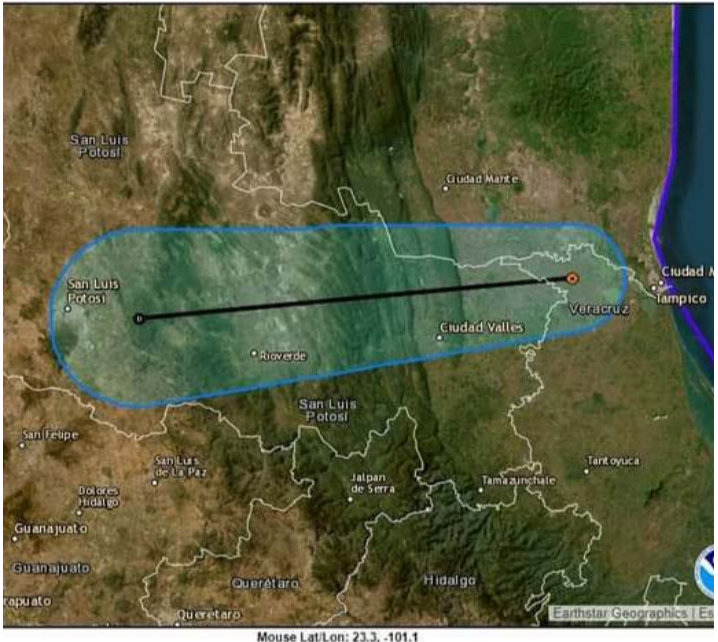 San Luis
Potosí
Ciudad Mante
San Luis
Potosí
Ciudad M
Tampico
Veracruz
Ciudad Valles
D
Rioverde
San Luis
Potosí
San Felipe
San Luis
de La Paz
Tantoyuca
Jalpan
de Serra
Tamazunchale
Dolores
Hidalgo
Guanajuato
Guanajuato
Querétaro
Hidalgo
rapuato
Queretaro
Earthstar Geographics | Es
Mouse Lat/Lon: 23.3, -101.1